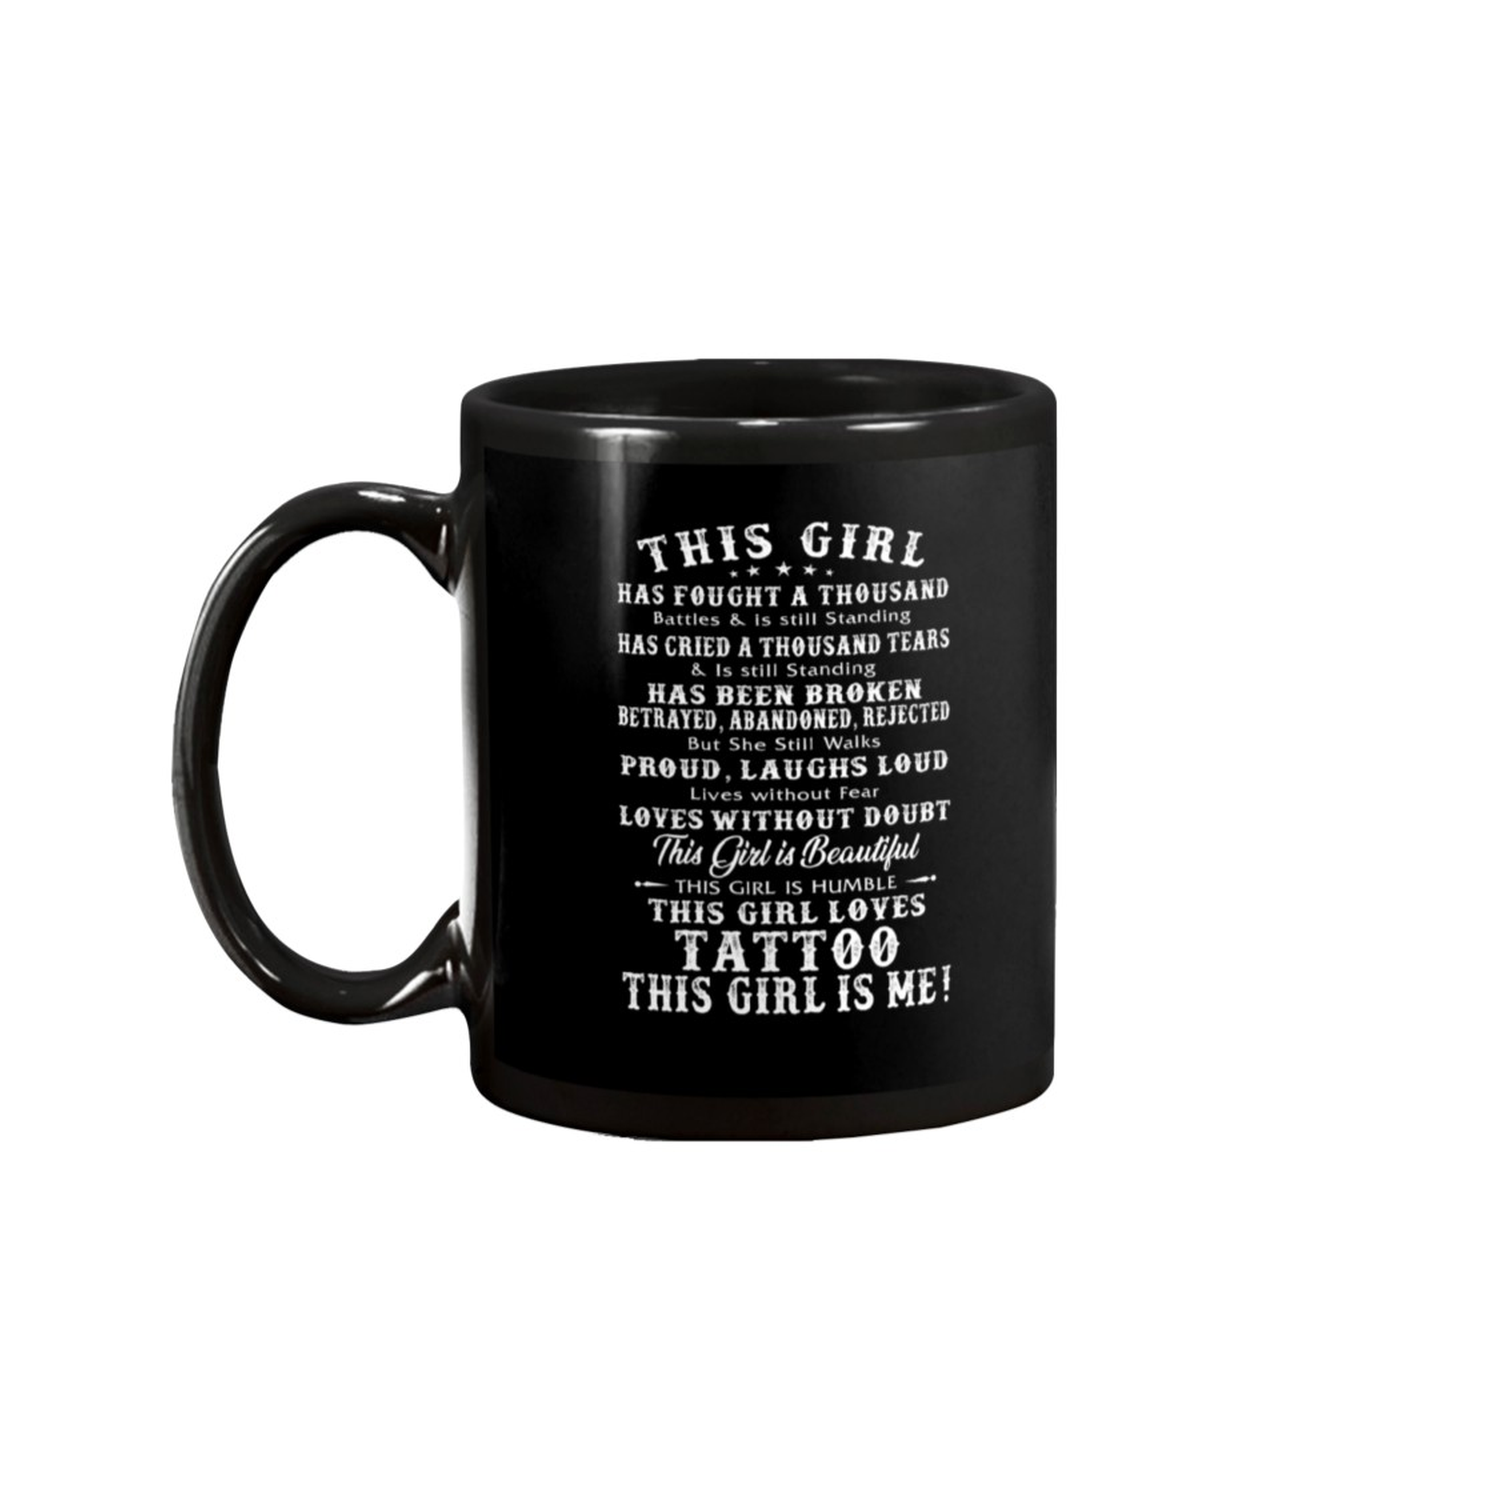 THIS GIRL
HAS FOUGHT A THOUSAND
Battles & is still Standing
HAS CRIED A THOUSAND TEARS
& Is still Standing
HAS BEEN BROKEN
BETRAYED, ABANDONED, REJECTED
But She Still Walks
PROUD, LAUGHS LOUD
Lives without Fear
LOVES WITHOUT DOUBT
This Girl is Beautiful
THIS GIRL IS HUMBLE
THIS GIRL LOVES
TATTOO
THIS GIRL IS ME!